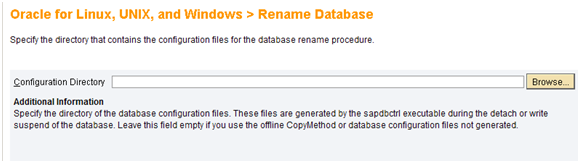 Oracle for Linux, UNIX, and Windows > Rename Database
Specify the directory that contains the configuration files for the database rename procedure.
Configuration Directory Browse...
Additional Information
Specify the directory of the database configuration files. These files are generated by the sapdbctrl executable during the detach or write
suspend of the database. Leave this field empty if you use the offline CopyMethod or database configuration files not generated.